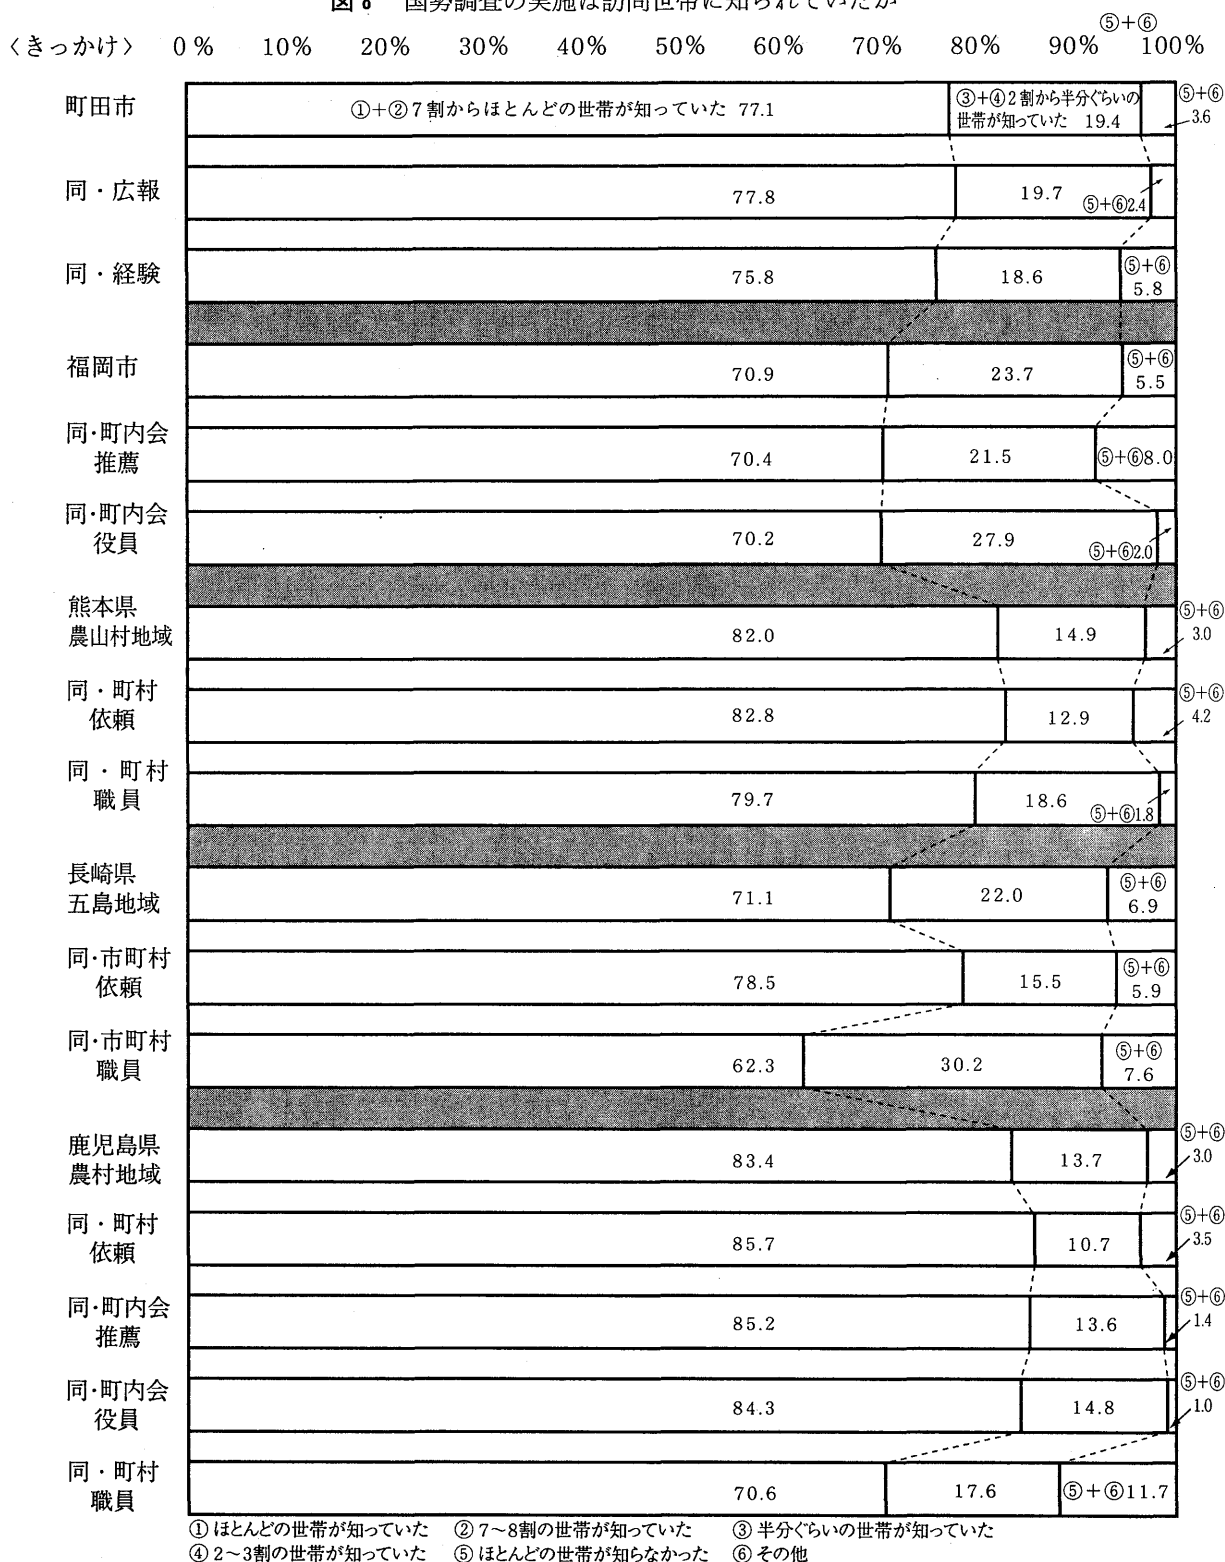 図8 国勢調査の実施は訪問世帯に知られていたか
⑤+⑥
〈きっかけ〉 0% 10% 20% 30% 40% 50% 60% 70% 80% 90% 100%
町田市 ①+②7割からほとんどの世帯が知っていた 77.1 ③+④2割から半分ぐらいの世帯が知っていた 19.4 ⑤+⑥ 3.6
同・広報 77.8 19.7 ⑤+⑥2.4
同・経験 75.8 18.6 ⑤+⑥ 5.8
福岡市 70.9 23.7 ⑤+⑥ 5.5
同・町内会
推薦 70.4 21.5 ⑤+⑥8.0
同・町内会
役員 70.2 27.9 ⑤+⑥2.0
熊本県
農山村地域 82.0 14.9 ⑤+⑥ 3.0
同・町村
依頼 82.8 12.9 ⑤+⑥ 4.2
同・町村
職員 79.7 18.6 ⑤+⑥1.8
長崎県
五島地域 71.1 22.0 ⑤+⑥ 6.9
同・市町村
依頼 78.5 15.5 ⑤+⑥ 5.9
同・市町村
職員 62.3 30.2 ⑤+⑥ 7.6
鹿児島県
農村地域 83.4 13.7 ⑤+⑥ 3.0
同・町村
依頼 85.7 10.7 ⑤+⑥ 3.5
同・町内会
推薦 85.2 13.6 ⑤+⑥ 1.4
同・町内会
役員 84.3 14.8 ⑤+⑥ 1.0
同・町村
職員 70.6 17.6 ⑤+⑥11.7
①ほとんどの世帯が知っていた ②7〜8割の世帯が知っていた ③半分ぐらいの世帯が知っていた
④2〜3割の世帯が知っていた ⑤ほとんどの世帯が知らなかった ⑥その他